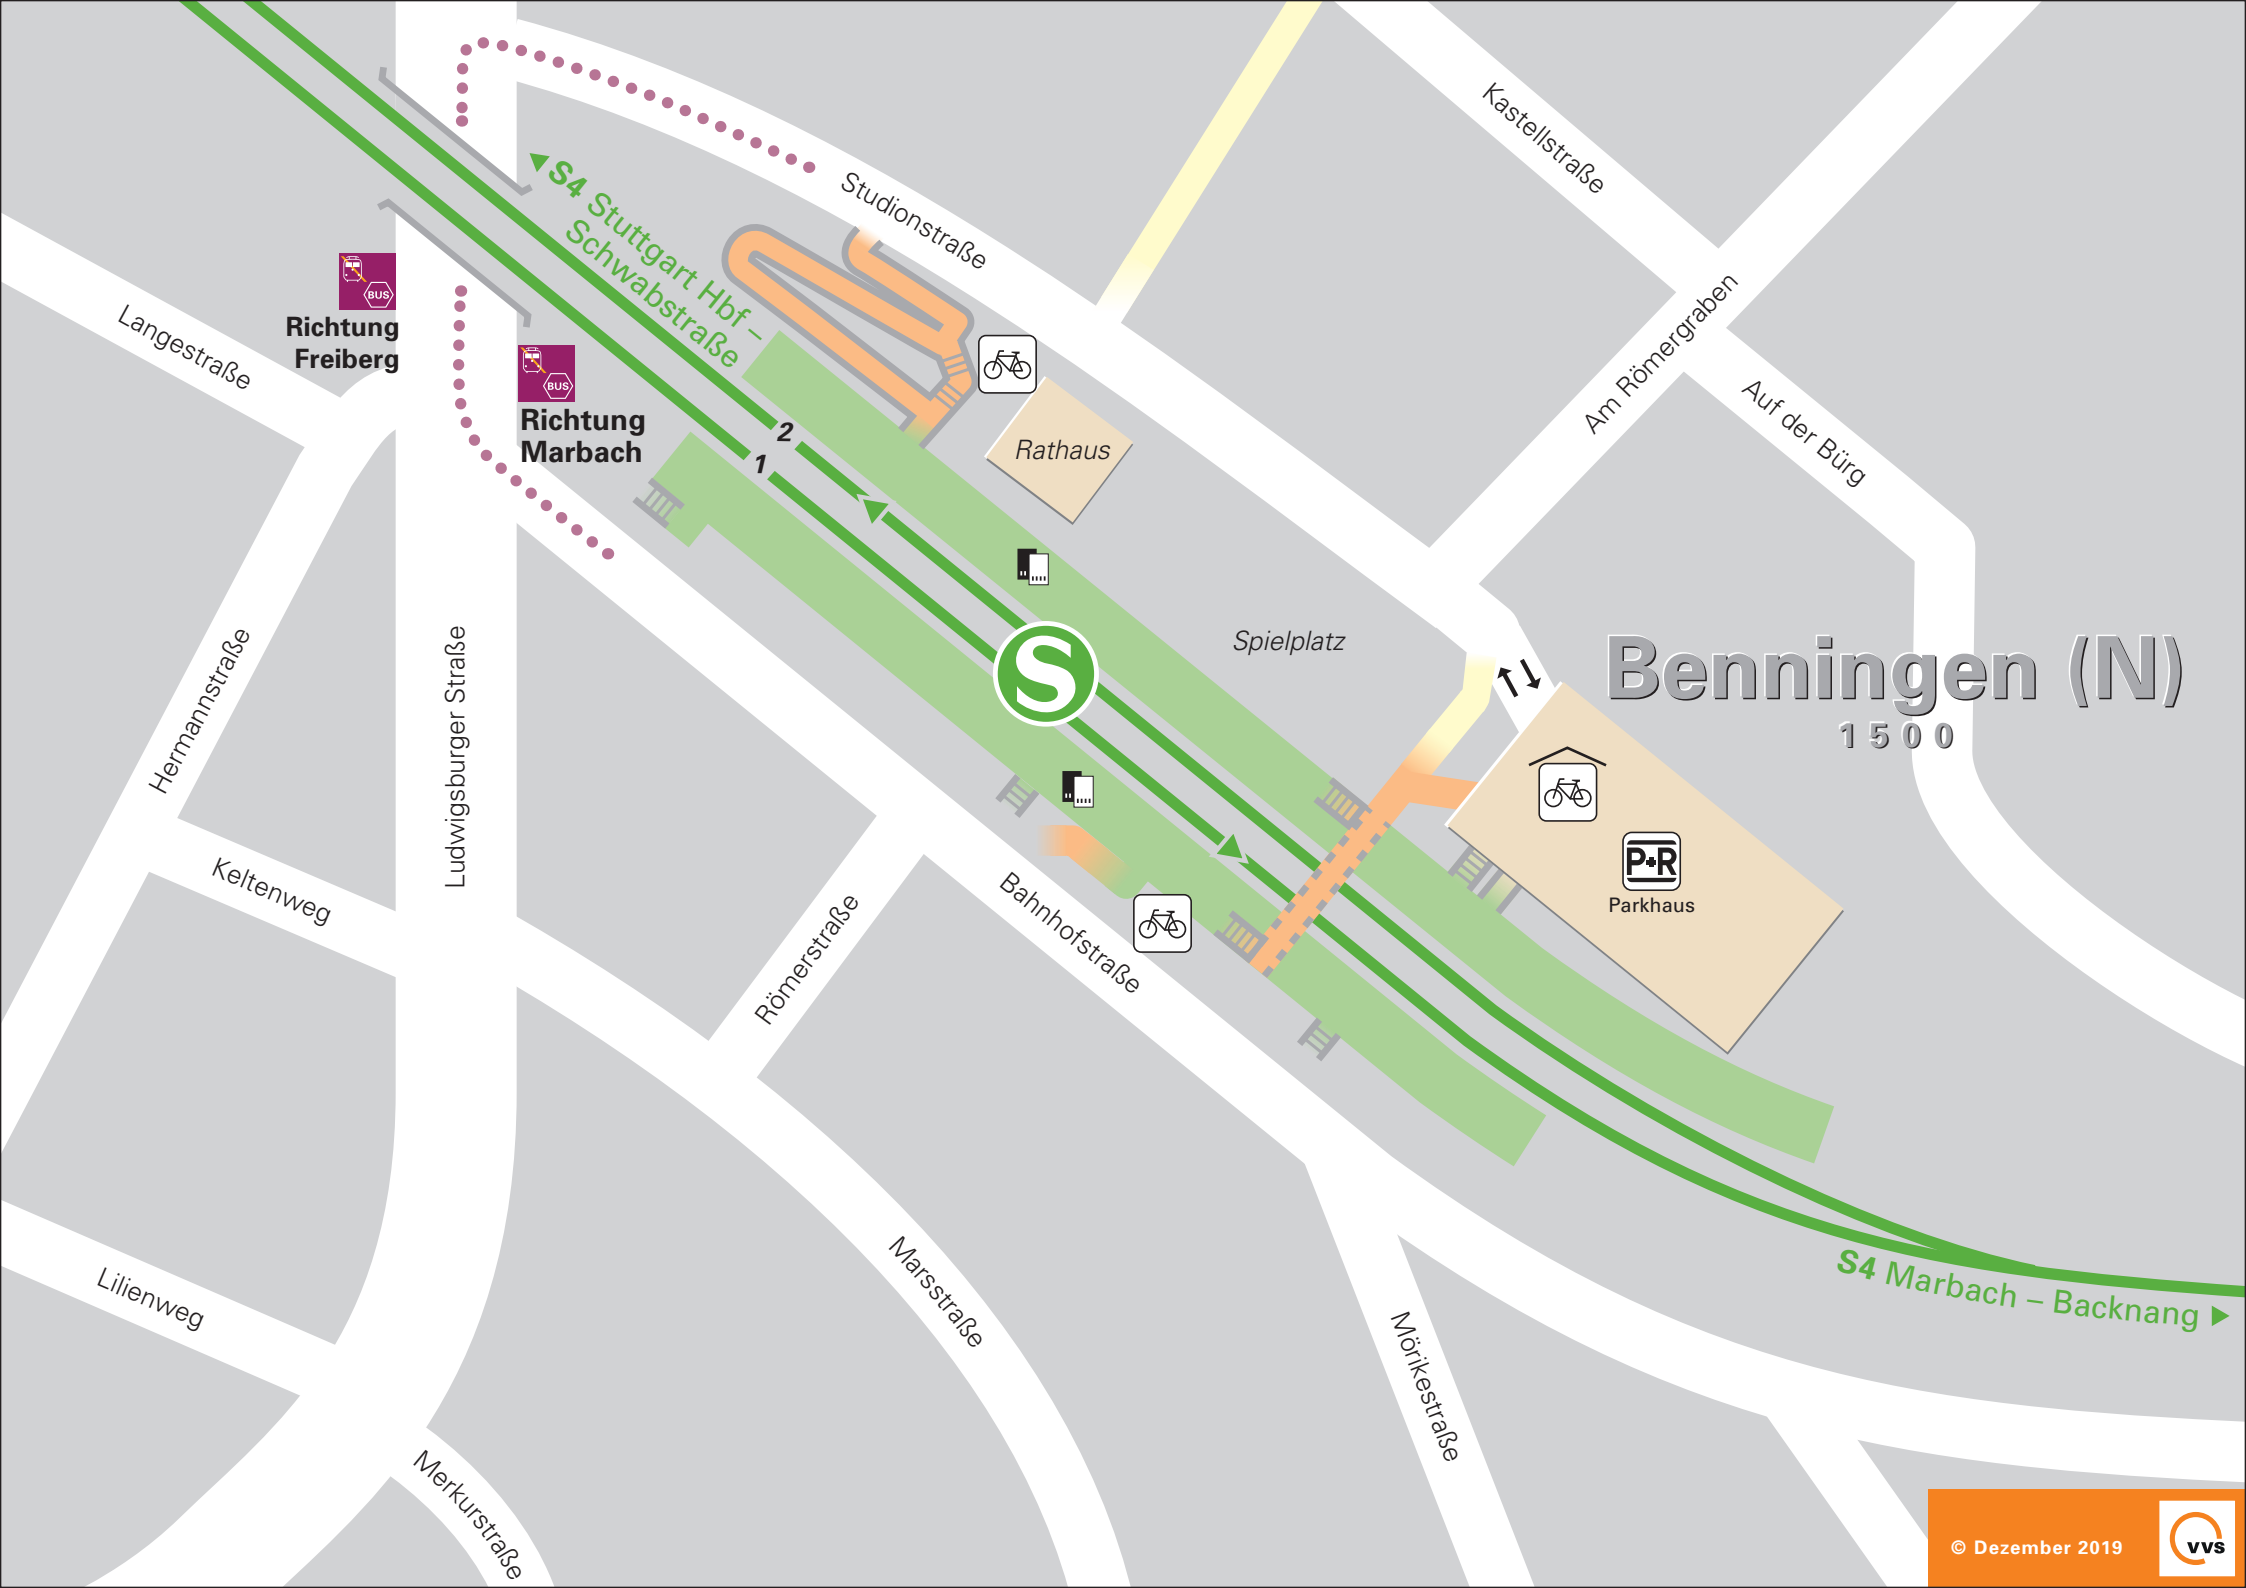 Kastellstraße
S4 Stuttgart Hbf –
Schwabstraße
Studionstraße
BUS
Richtung
Freiberg
BUS
Richtung
Marbach
Langestraße
Am Römergraben
Auf der Bürg
2
1
Rathaus
Spielplatz
S
Benningen (N)
1500
Hermannstraße
Ludwigsburger Straße
Keltenweg
Römerstraße
Bahnhofstraße
P+R
Parkhaus
Lilienweg
Marsstraße
Mörikestraße
S4 Marbach – Backnang
Merkurstraße
© Dezember 2019
vvs